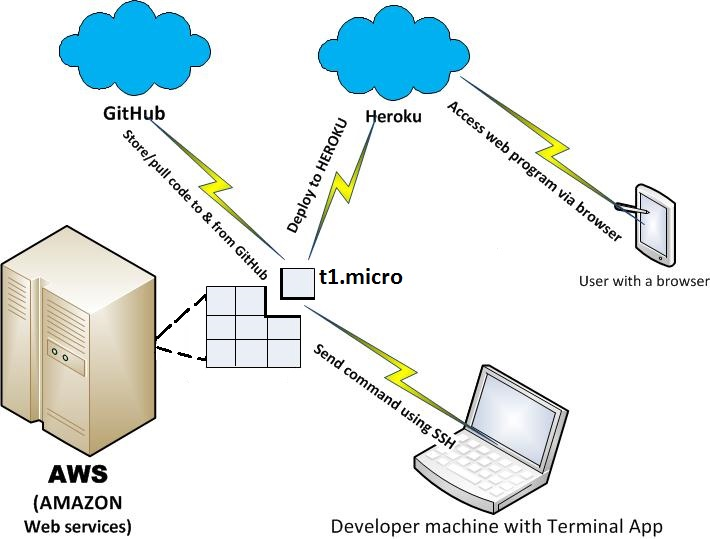 GitHub
Heroku
Store/pull code to & from GitHub
Deploy to HEROKU
Access web program via browser
User with a browser
t1.micro
Send command using SSH
AWS
(AMAZON
Web services)
Developer machine with Terminal App